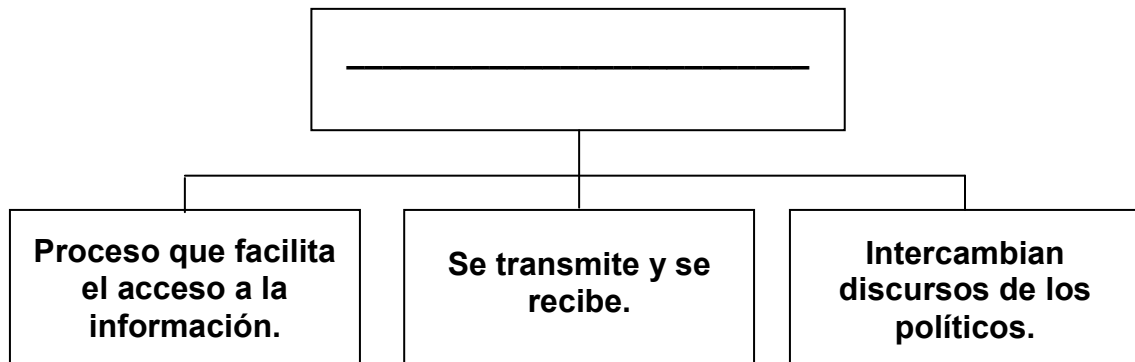 Proceso que facilita
el acceso a la
información.
Se transmite y se
recibe.
Intercambian
discursos de los
políticos.